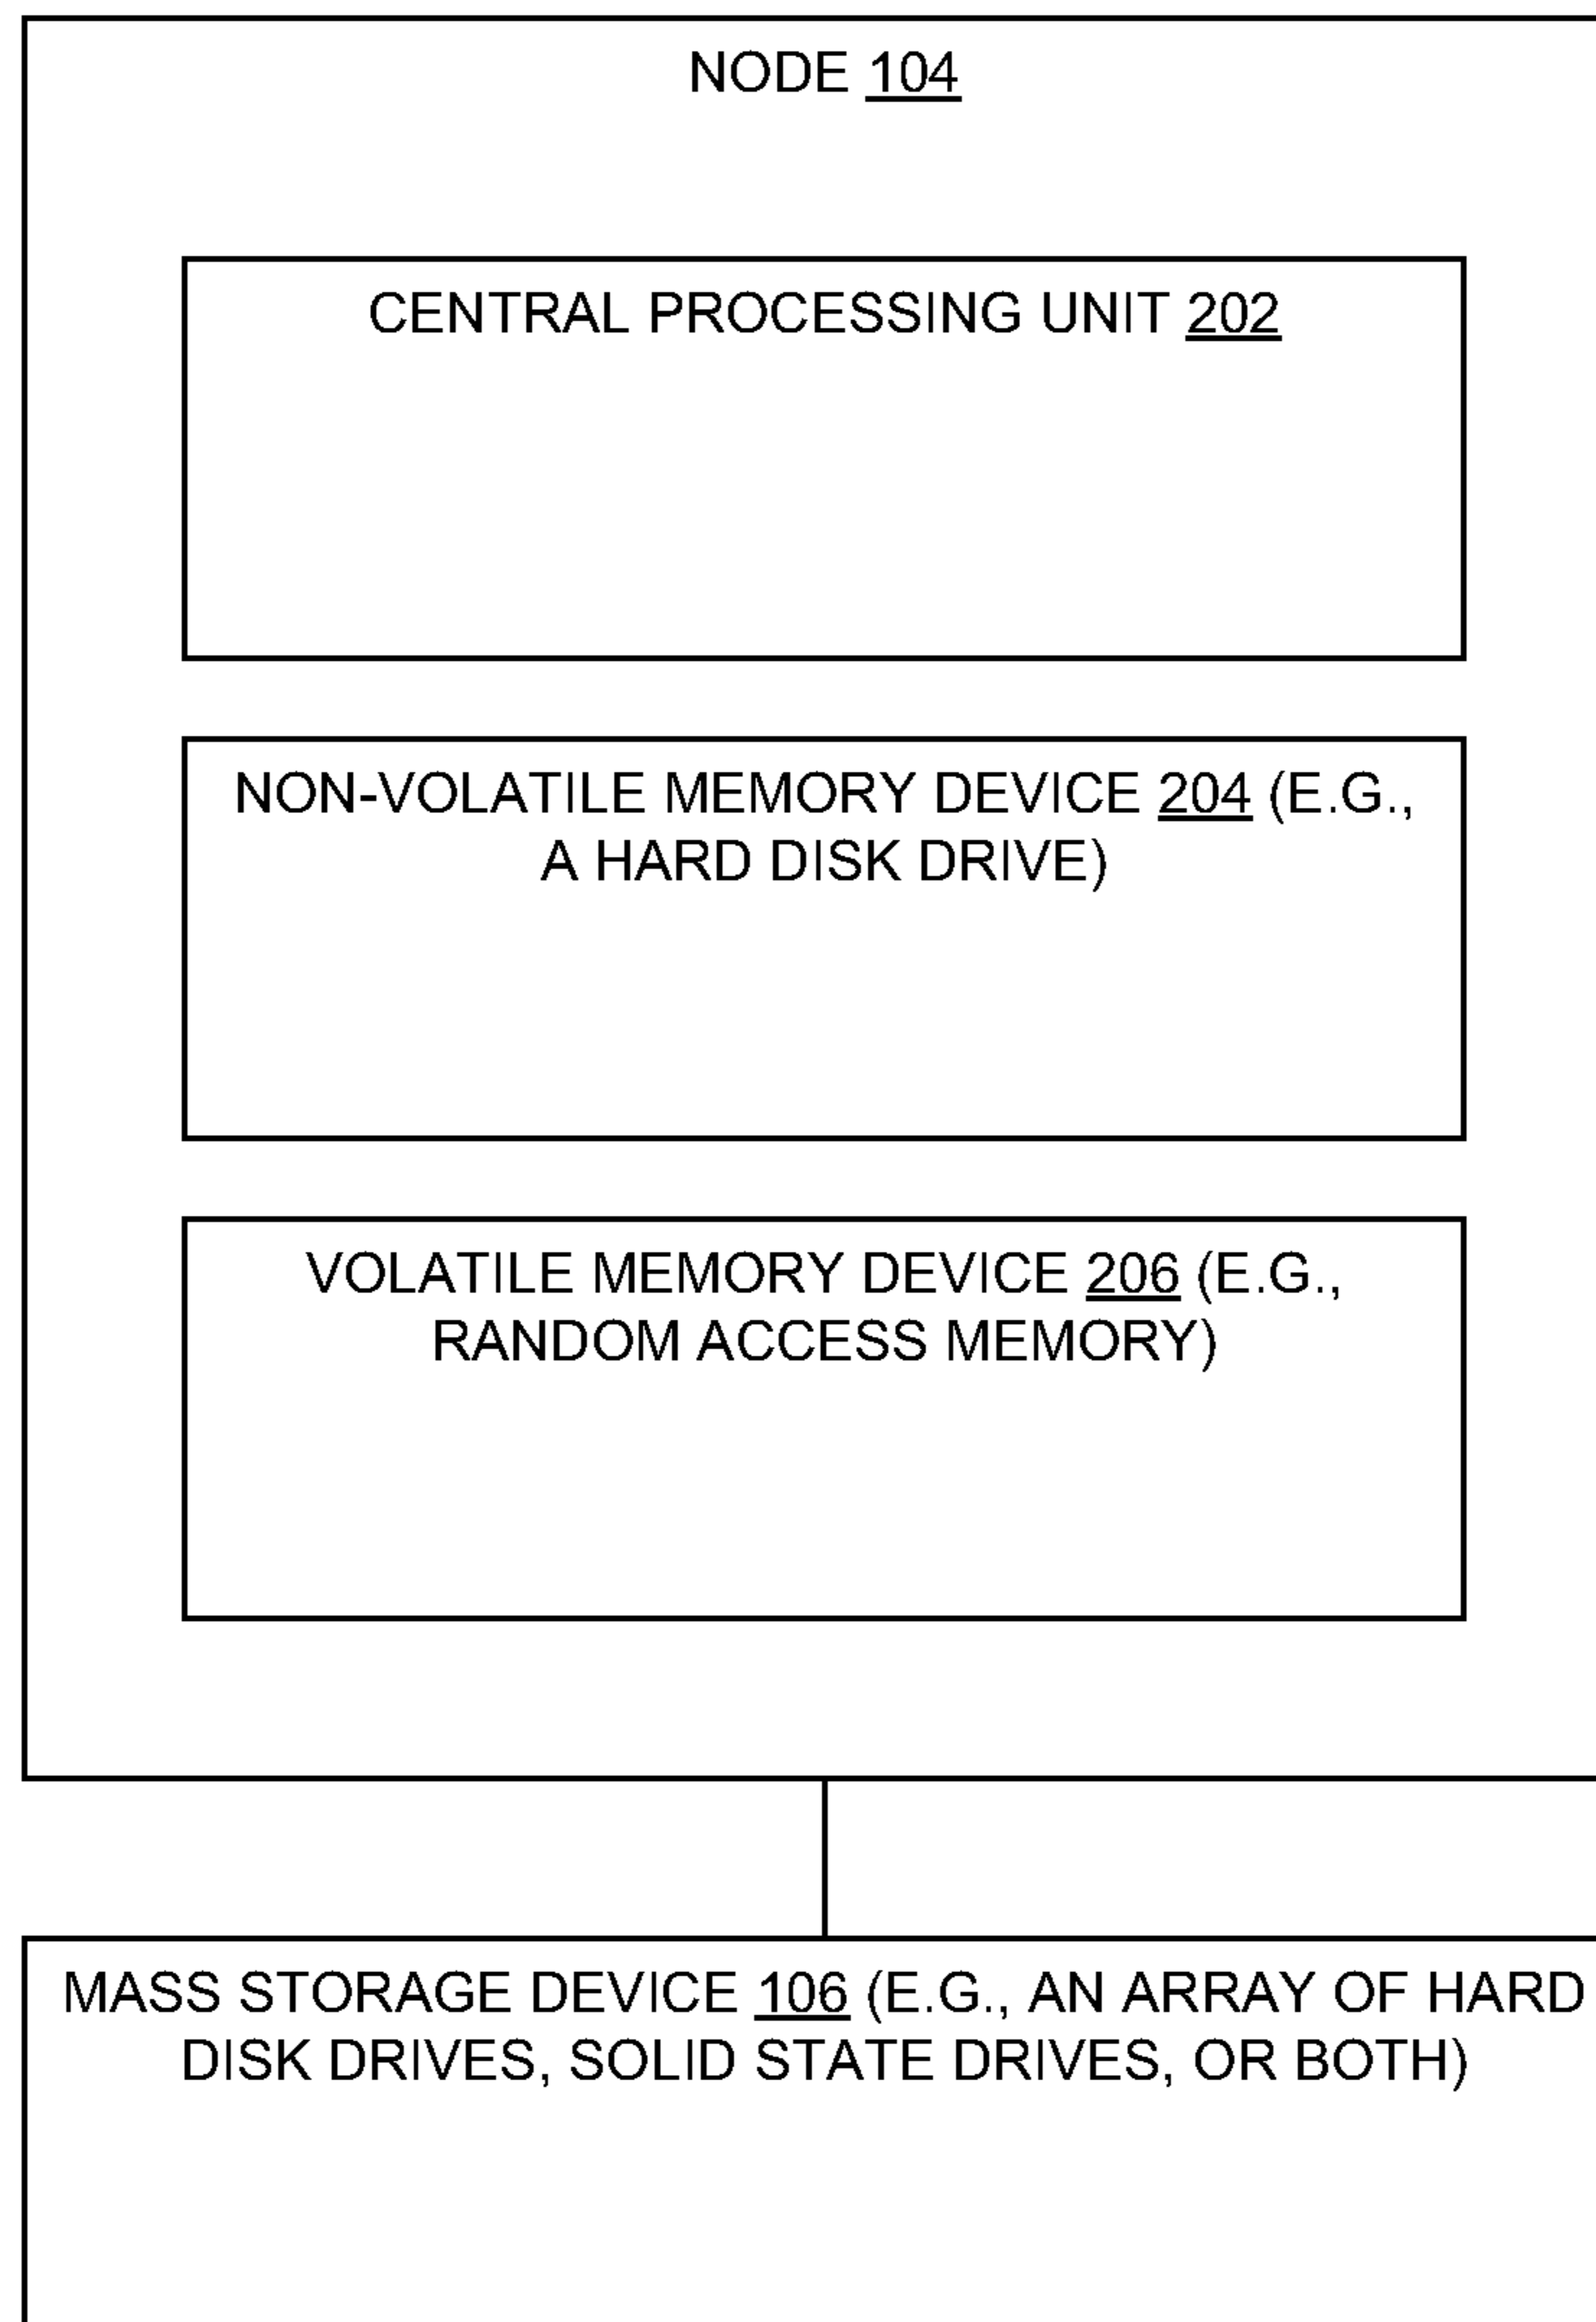 NODE 104
CENTRAL PROCESSING UNIT 202
NON-VOLATILE MEMORY DEVICE 204 (E.G.,
A HARD DISK DRIVE)
VOLATILE MEMORY DEVICE 206 (E.G.,
RANDOM ACCESS MEMORY)
MASS STORAGE DEVICE 106 (E.G., AN ARRAY OF HARD
DISK DRIVES, SOLID STATE DRIVES, OR BOTH)